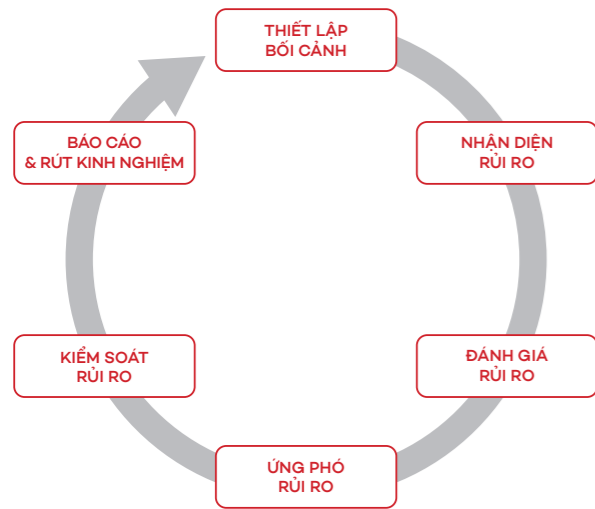 THIẾT LẬP
BỐI CẢNH
NHẬN DIỆN
RỦI RO
ĐÁNH GIÁ
RỦI RO
ỨNG PHÓ
RỦI RO
KIỂM SOÁT
RỦI RO
BÁO CÁO
& RÚT KINH NGHIỆM